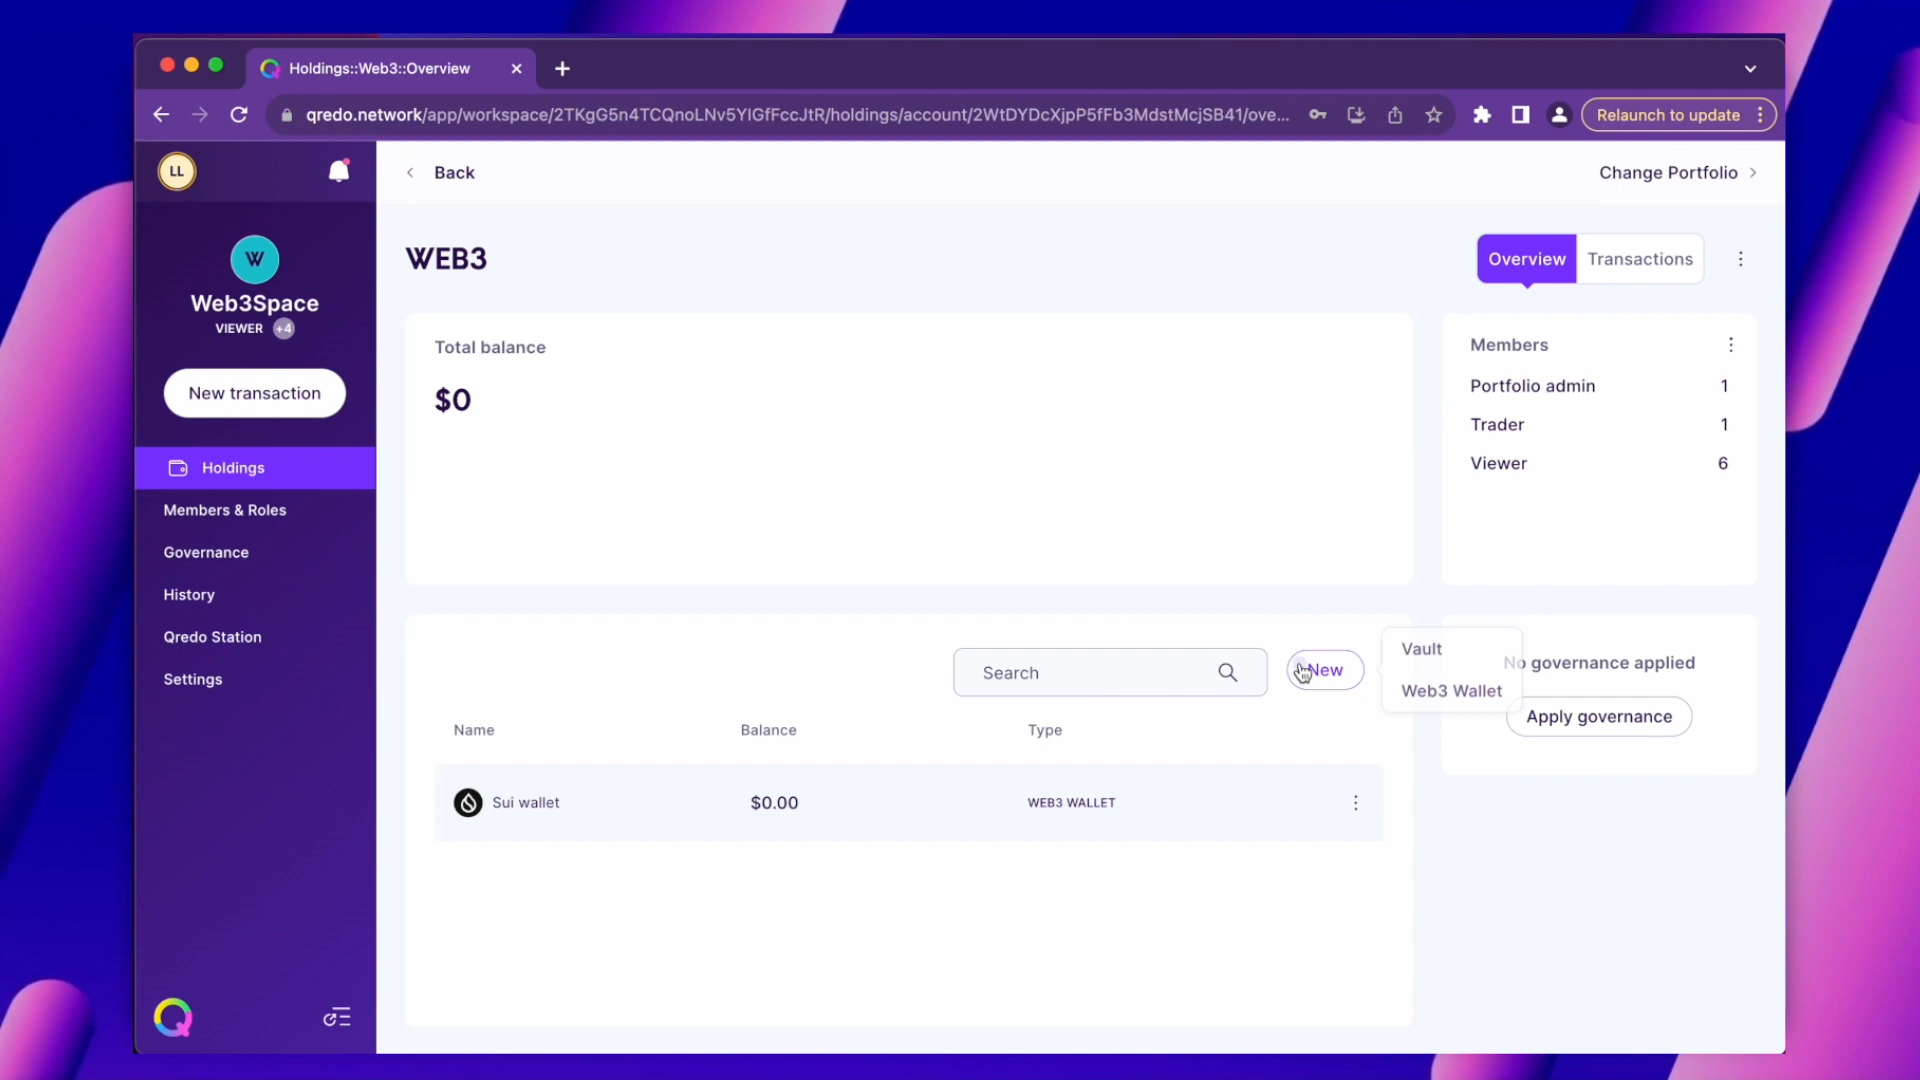 Holdings::Web3::Overview
qredo.network/app/workspace/2TKgG5n4TCQnoLNv5YIGfFccJtR/holdings/account/2WtDYDcXjpP5fFb3MdstMcjSB41/ove...
Relaunch to update
LL
Back
Change Portfolio
W
Web3Space
VIEWER +4
New transaction
Holdings
Members & Roles
Governance
History
Qredo Station
Settings
WEB3
Overview
Transactions
Total balance
$0
Members
Portfolio admin 1
Trader 1
Viewer 6
Search
New
Vault
Web3 Wallet
No governance applied
Apply governance
Name Balance Type
Sui wallet $0.00 WEB3 WALLET